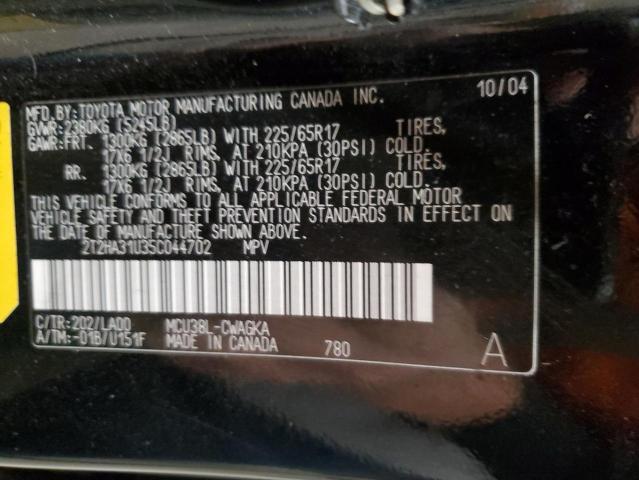 MFD.BY:TOYOTA MOTOR MANUFACTURING CANADA INC. 10/04
GVWR:2380KG (5245LB)
GAWR:FRT. 1300KG (2865LB) WITH 225/65R17 TIRES,
17X6 1/2J RIMS, AT 210KPA (30PSI) COLD.
RR. 1300KG (2865LB) WITH 225/65R17 TIRES,
17X6 1/2J RIMS, AT 210KPA (30PSI) COLD.
THIS VEHICLE CONFORMS TO ALL APPLICABLE FEDERAL MOTOR
VEHICLE SAFETY AND THEFT PREVENTION STANDARDS IN EFFECT ON
THE DATE OF MANUFACTURE SHOWN ABOVE.
2T2HA31U35C044702 MPV
C/TR:202/LA00 MCU38L-CWAGKA
A/TM:-01B/U151F MADE IN CANADA 780 A